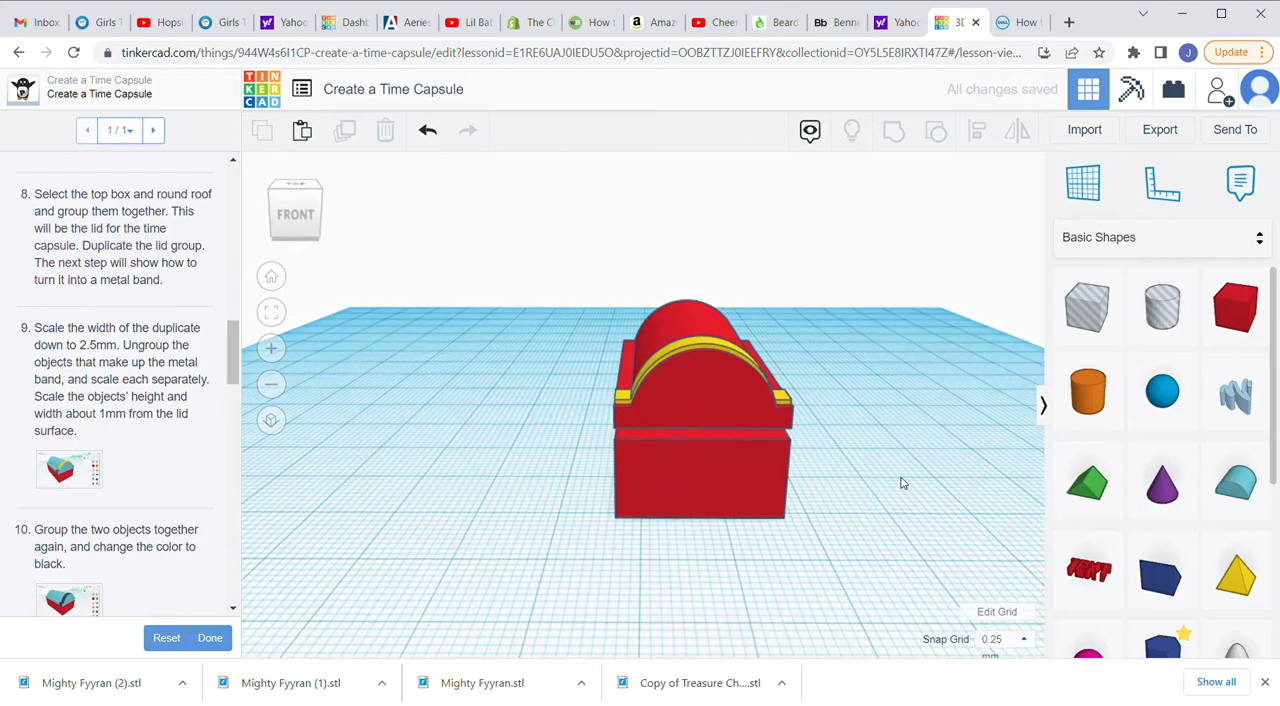 Inbox
Girls T
Hopsi
Girls T
Yahoo
Dashb
Aeries
Lil Bat
The C
How t
Amaz
Cheer
Beard
Bb Benne
Yahoo
3D
How t
tinkercad.com/things/944W4s6I1CP-create-a-time-capsule/edit?lessonid=E1RE6UAJ0IEDU5O&projectid=OOBZTTZJ0IEEFRY&collectionid=OY5L5E8IRXTI47Z#/lesson-vie...
J
Update
Create a Time Capsule
Create a Time Capsule
TIN
KER
CAD
Create a Time Capsule
All changes saved
1 / 1
Import
Export
Send To
8. Select the top box and round roof
and group them together. This
will be the lid for the time
capsule. Duplicate the lid group.
The next step will show how to
turn it into a metal band.
9. Scale the width of the duplicate
down to 2.5mm. Ungroup the
objects that make up the metal
band, and scale each separately.
Scale the objects' height and
width about 1mm from the lid
surface.
10. Group the two objects together
again, and change the color to
black.
Reset
Done
FRONT
Basic Shapes
TEXT
Edit Grid
Snap Grid 0.25
mm
Mighty Fyyran (2).stl
Mighty Fyyran (1).stl
Mighty Fyyran.stl
Copy of Treasure Ch....stl
Show all